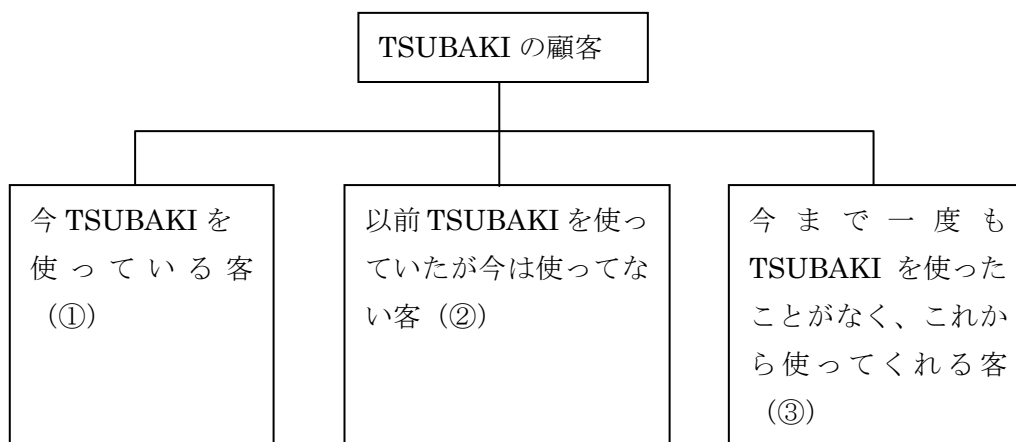 TSUBAKI の顧客
今 TSUBAKI を
使っている客
（①）
以前 TSUBAKI を使っ
ていたが今は使ってな
い客（②）
今まで一度も
TSUBAKI を使った
ことがなく、これか
ら使ってくれる客
（③）